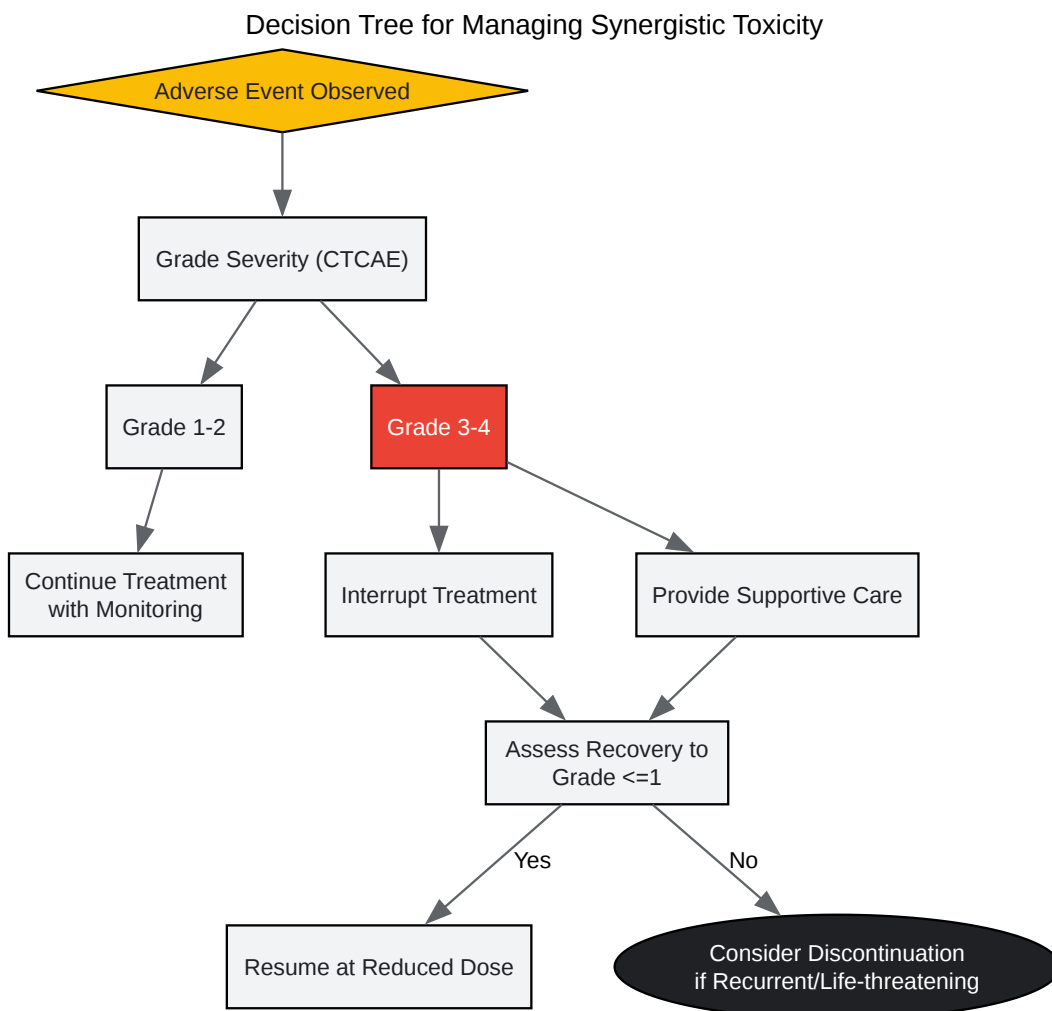 Decision Tree for Managing Synergistic Toxicity
Adverse Event Observed
Grade Severity (CTCAE)
Grade 1-2
Grade 3-4
Continue Treatment
with Monitoring
Interrupt Treatment
Provide Supportive Care
Assess Recovery to
Grade <=1
Yes
No
Resume at Reduced Dose
Consider Discontinuation
if Recurrent/Life-threatening